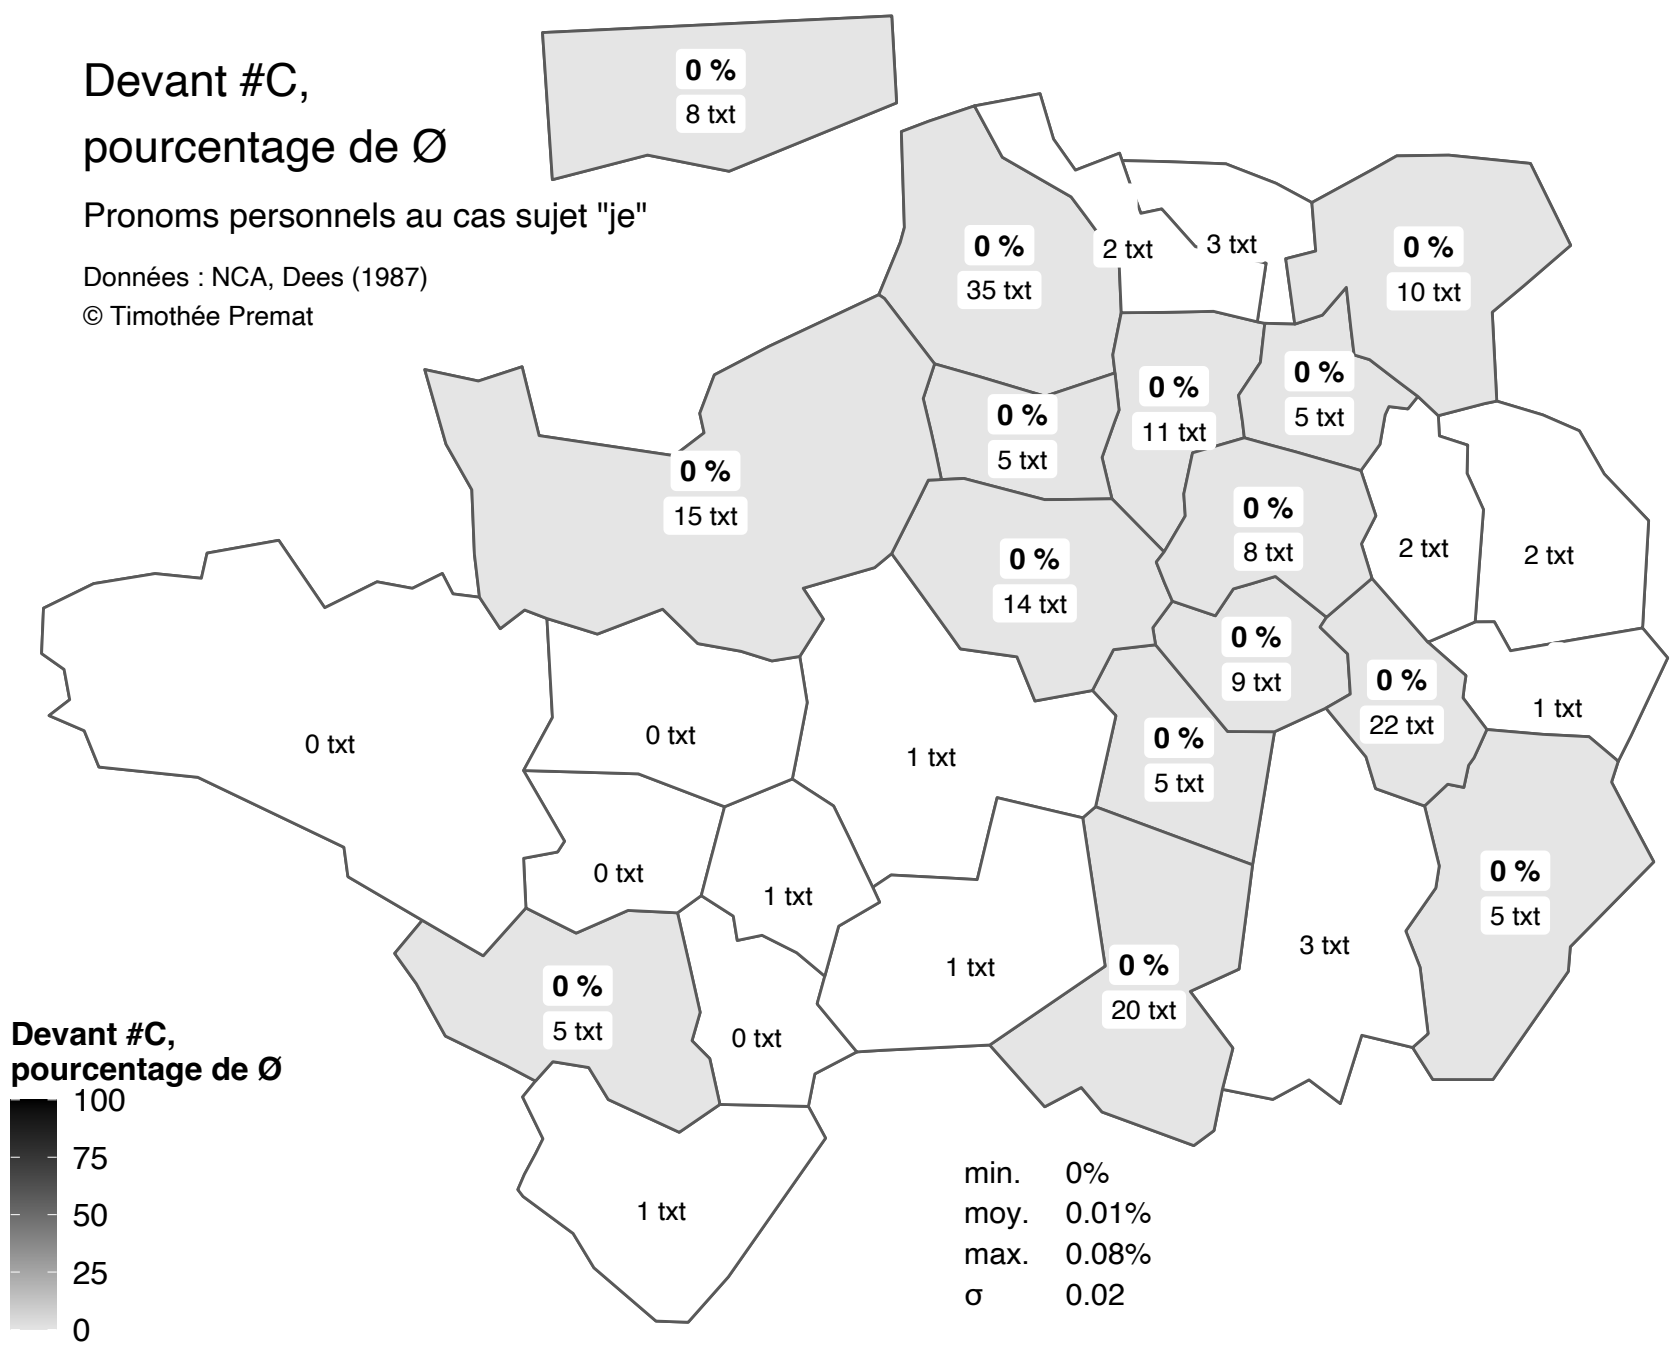 Devant #C,
pourcentage de Ø
Pronoms personnels au cas sujet "je"
Données : NCA, Dees (1987)
© Timothée Premat
0 %
8 txt
0 %
35 txt
2 txt
3 txt
0 %
10 txt
0 %
5 txt
0 %
11 txt
0 %
5 txt
0 %
15 txt
0 %
8 txt
2 txt
2 txt
0 %
14 txt
0 %
9 txt
0 %
22 txt
1 txt
0 txt
0 txt
1 txt
0 %
5 txt
0 txt
1 txt
0 %
5 txt
1 txt
3 txt
0 %
20 txt
0 %
5 txt
0 txt
1 txt
Devant #C,
pourcentage de Ø
100
75
50
25
0
min. 0%
moy. 0.01%
max. 0.08%
σ 0.02